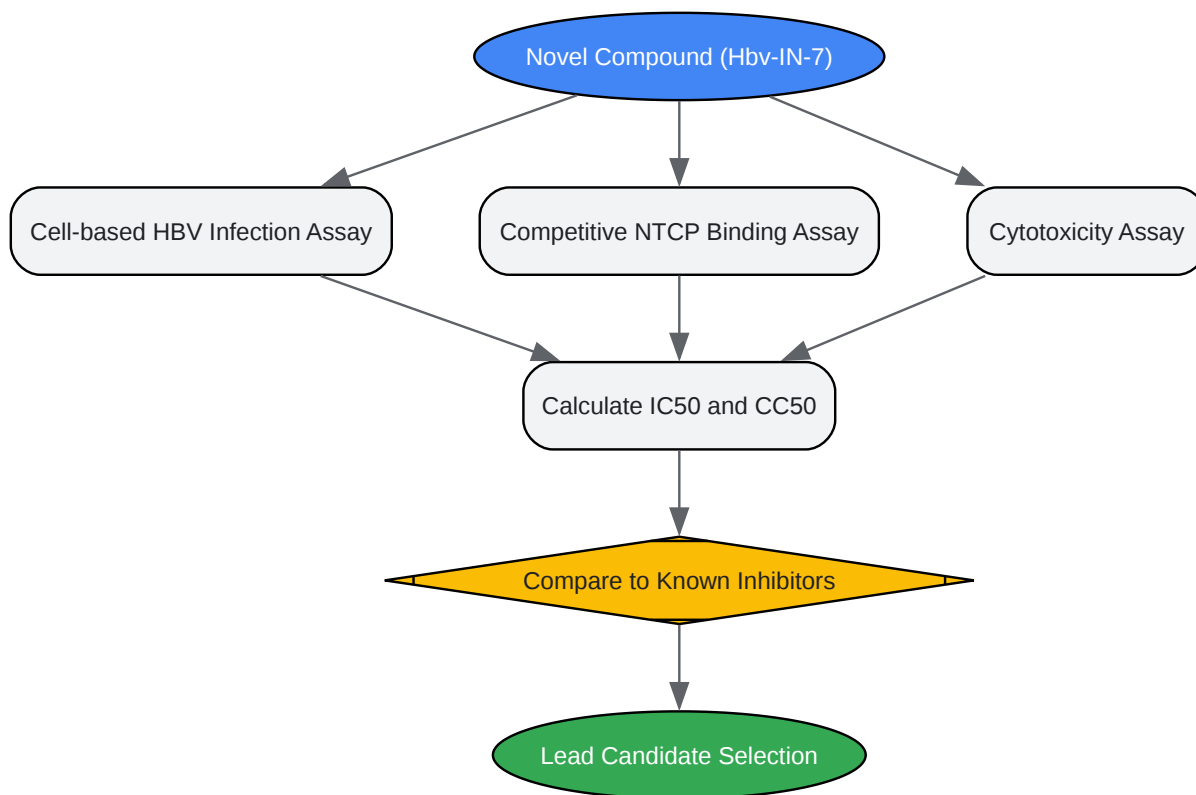 Novel Compound (Hbv-IN-7)
Cell-based HBV Infection Assay
Competitive NTCP Binding Assay
Cytotoxicity Assay
Calculate IC50 and CC50
Compare to Known Inhibitors
Lead Candidate Selection